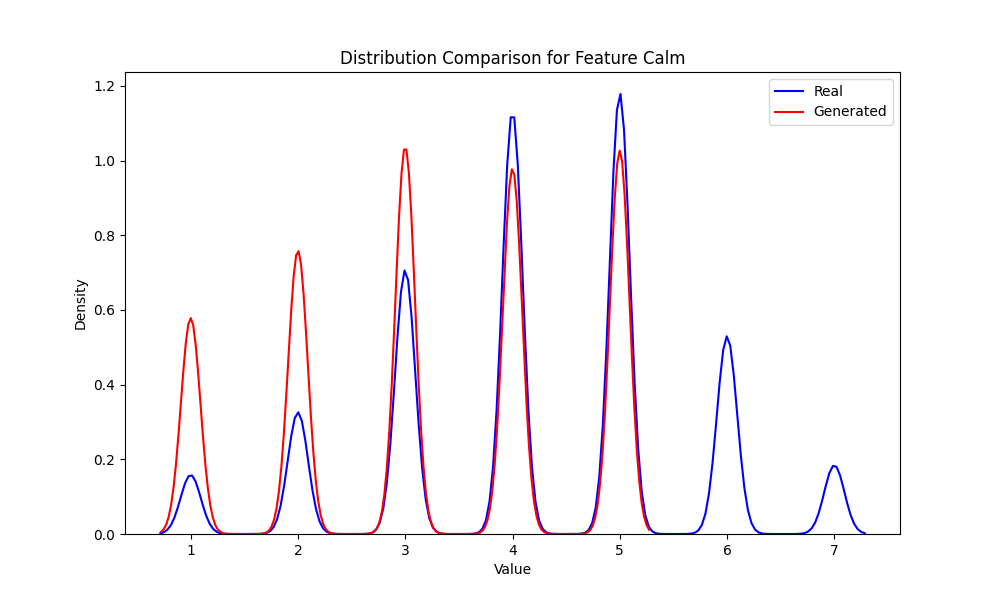 Distribution Comparison for Feature Calm
Real
Generated
1.2
1.0
0.8
0.6
0.4
0.2
0.0
Density
1 2 3 4 5 6 7
Value